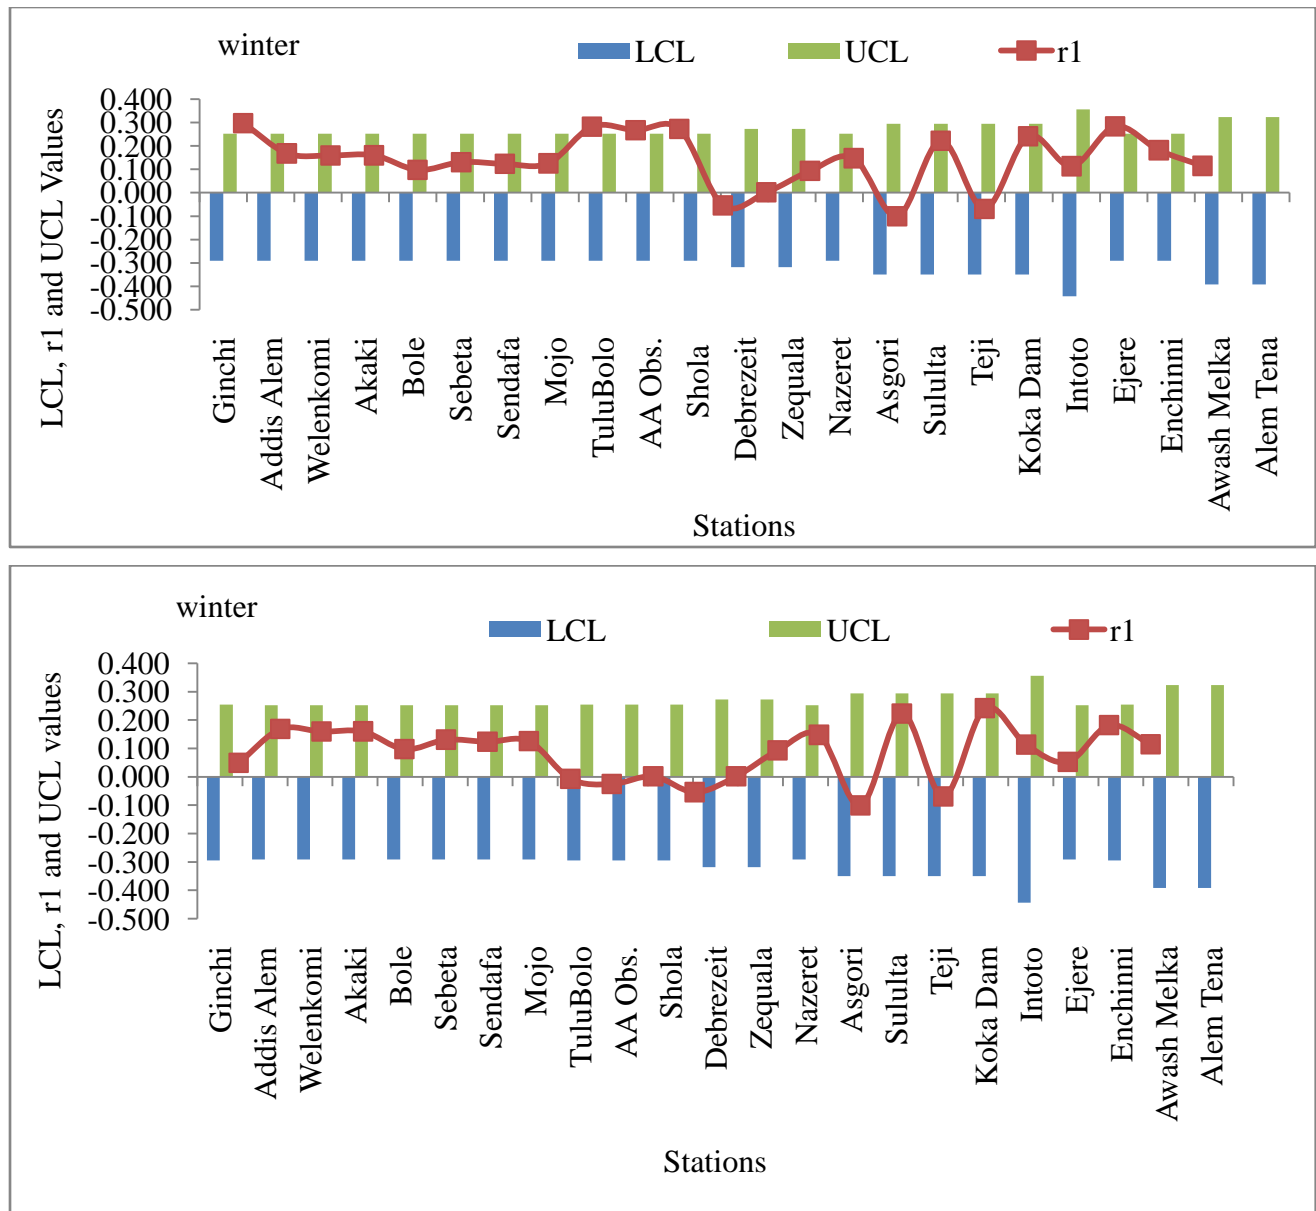 winter
LCL UCL r1
LCL, r1 and UCL Values
0.400
0.300
0.200
0.100
0.000
-0.100
-0.200
-0.300
-0.400
-0.500
Ginchi
Addis Alem
Welenkomi
Akaki
Bole
Sebeta
Sendafa
Mojo
TuluBolo
AA Obs.
Shola
Debrezeit
Zequala
Nazeret
Asgori
Sululta
Teji
Koka Dam
Intoto
Ejere
Enchinni
Awash Melka
Alem Tena
Stations
winter
LCL UCL r1
LCL, r1 and UCL values
0.400
0.300
0.200
0.100
0.000
-0.100
-0.200
-0.300
-0.400
-0.500
Ginchi
Addis Alem
Welenkomi
Akaki
Bole
Sebeta
Sendafa
Mojo
TuluBolo
AA Obs.
Shola
Debrezeit
Zequala
Nazeret
Asgori
Sululta
Teji
Koka Dam
Intoto
Ejere
Enchinni
Awash Melka
Alem Tena
Stations